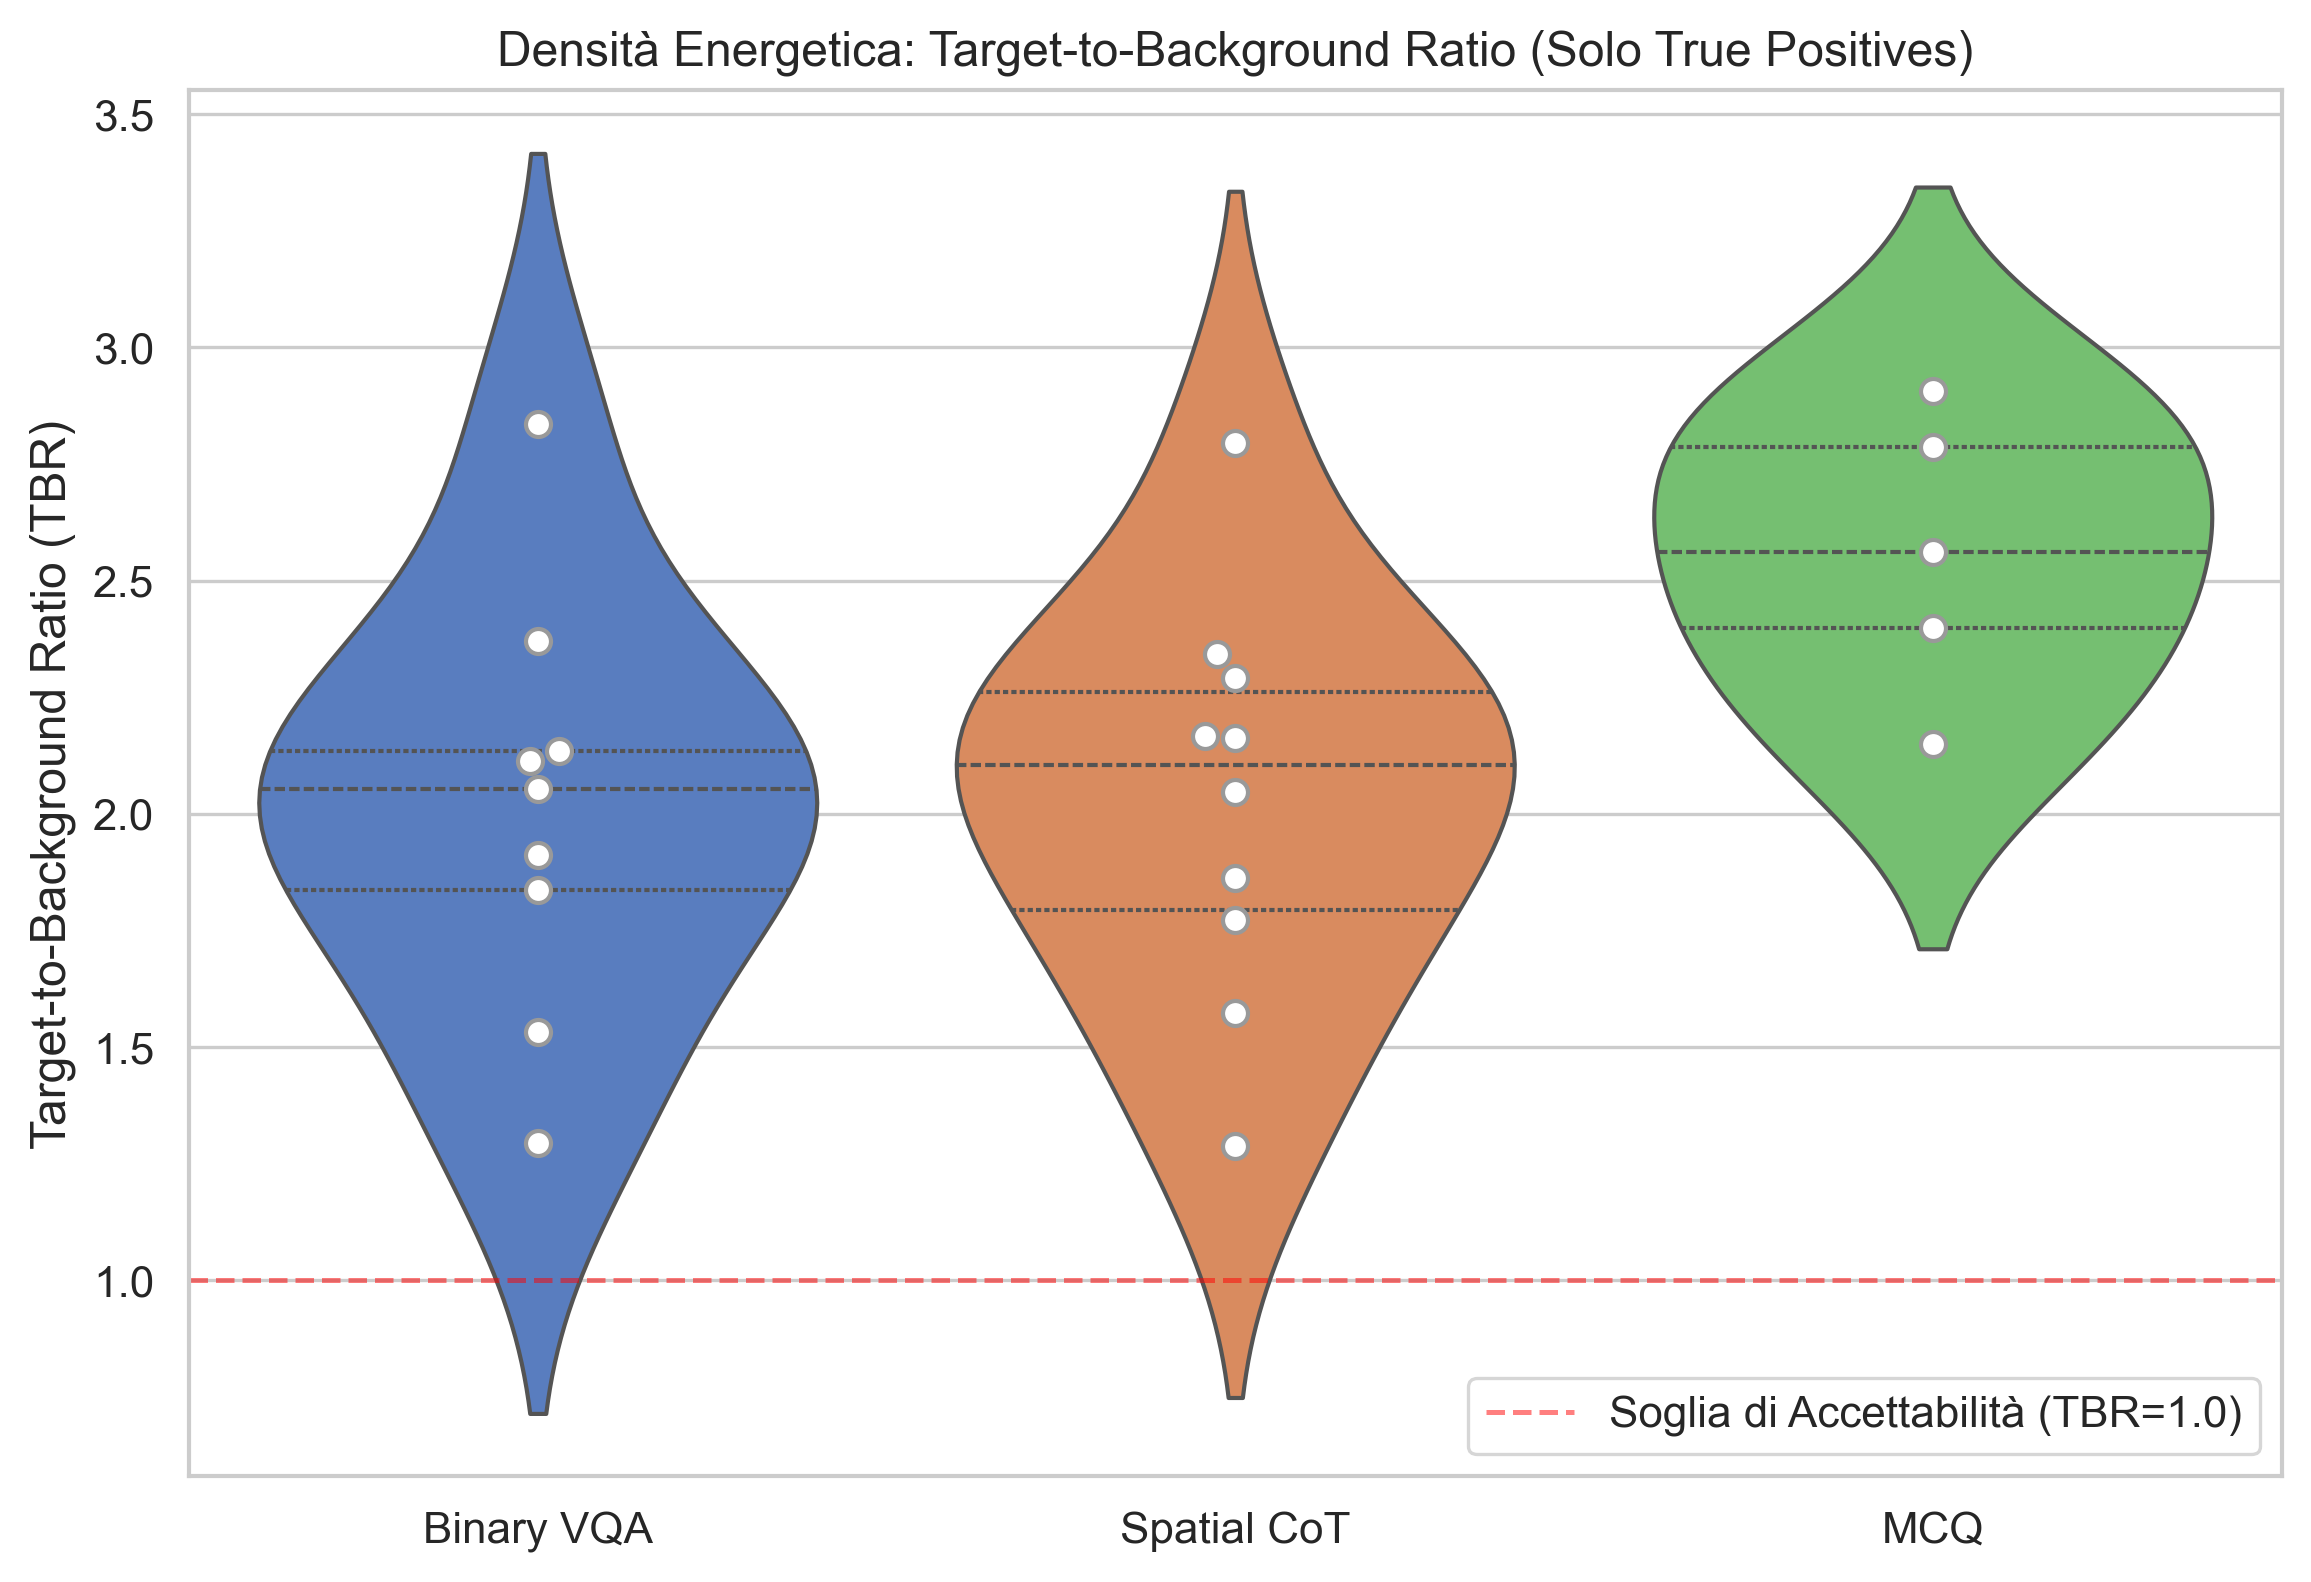 Densità Energetica: Target-to-Background Ratio (Solo True Positives)
Target-to-Background Ratio (TBR)
3.5
3.0
2.5
2.0
1.5
1.0
Soglia di Accettabilità (TBR=1.0)
Binary VQA
Spatial CoT
MCQ